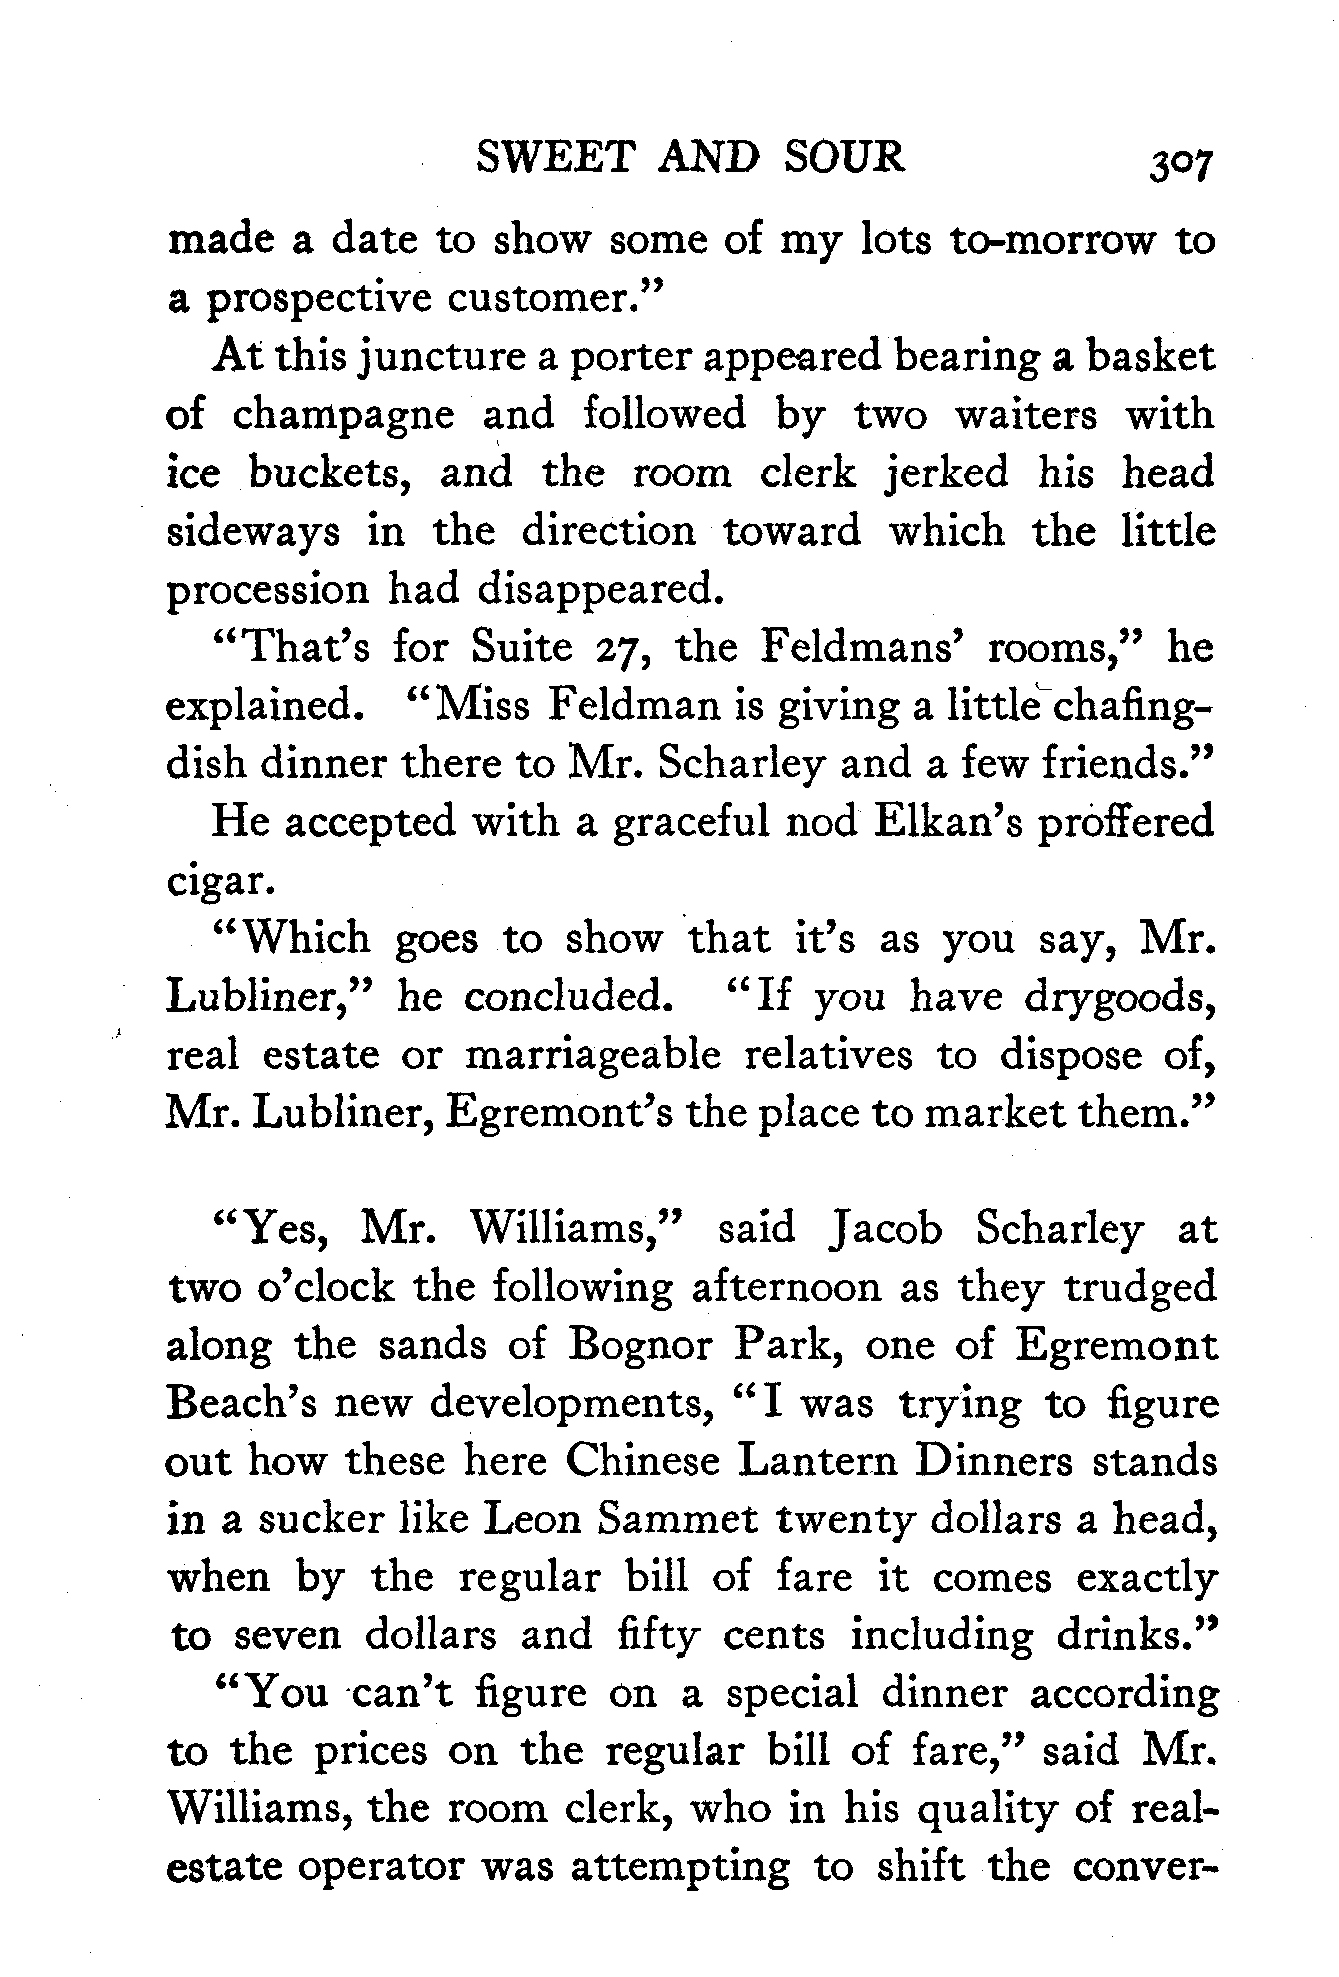 SWEET AND SOUR 307
made a date to show some of my lots to-morrow to
a prospective customer."
At this juncture a porter appeared bearing a basket
of champagne and followed by two waiters with
ice buckets, and the room clerk jerked his head
sideways in the direction toward which the little
procession had disappeared.
"That's for Suite 27, the Feldmans' rooms," he
explained. "Miss Feldman is giving a little chafing-
dish dinner there to Mr. Scharley and a few friends."
He accepted with a graceful nod Elkan's proffered
cigar.
"Which goes to show that it's as you say, Mr.
Lubliner," he concluded. "If you have drygoods,
real estate or marriageable relatives to dispose of,
Mr. Lubliner, Egremont's the place to market them."
"Yes, Mr. Williams," said Jacob Scharley at
two o'clock the following afternoon as they trudged
along the sands of Bognor Park, one of Egremont
Beach's new developments, "I was trying to figure
out how these here Chinese Lantern Dinners stands
in a sucker like Leon Sammet twenty dollars a head,
when by the regular bill of fare it comes exactly
to seven dollars and fifty cents including drinks."
"You can't figure on a special dinner according
to the prices on the regular bill of fare," said Mr.
Williams, the room clerk, who in his quality of real-
estate operator was attempting to shift the conver-